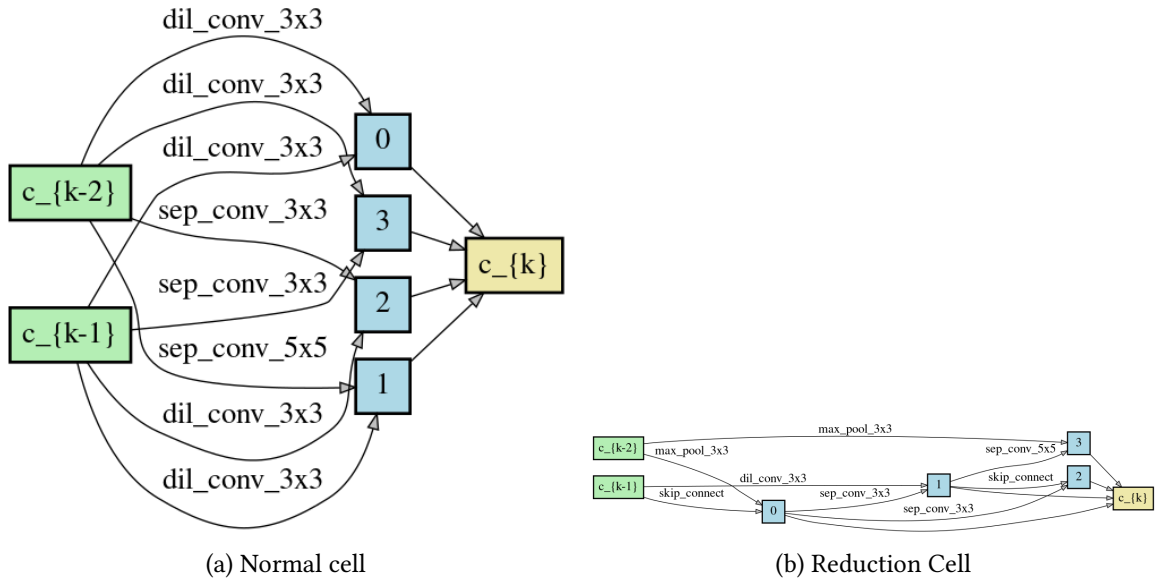 dil_conv_3x3
dil_conv_3x3
0
dil_conv_3x3
c_{k-2}
sep_conv_3x3
3
c_{k}
sep_conv_3x3
2
c_{k-1}
sep_conv_5x5
1
dil_conv_3x3
dil_conv_3x3
(a) Normal cell
max_pool_3x3
c_{k-2}
max_pool_3x3
sep_conv_5x5
3
c_{k-1}
dil_conv_3x3
skip_connect
1
skip_connect
2
sep_conv_3x3
c_{k}
0
sep_conv_3x3
(b) Reduction Cell